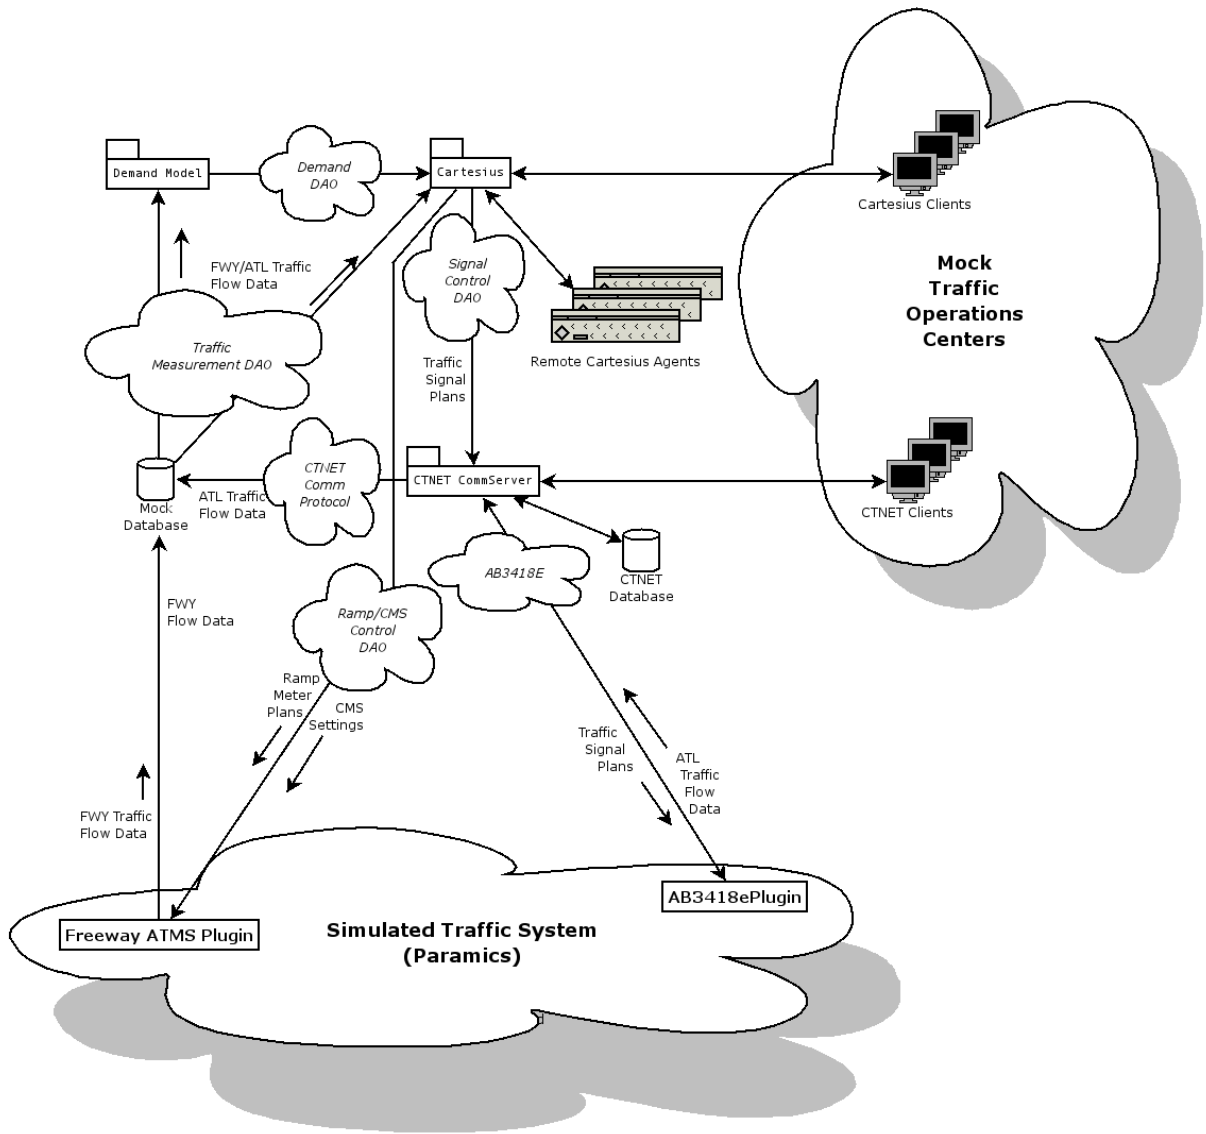 Demand Model
Demand
DAO
Cartesius
Cartesius Clients
FWY/ATL Traffic
Flow Data
Signal
Control
DAO
Mock
Traffic
Operations
Centers
Traffic
Measurement DAO
Traffic
Signal
Plans
Remote Cartesius Agents
CTNET
Comm
Protocol
CTNET CommServer
ATL Traffic
Flow Data
Mock
Database
CTNET Clients
AB3418E
CTNET
Database
FWY
Flow Data
Ramp/CMS
Control
DAO
Ramp
Meter
Plans
CMS
Settings
Traffic
Signal
Plans
ATL
Traffic
Flow
Data
FWY Traffic
Flow Data
AB3418ePlugin
Freeway ATMS Plugin
Simulated Traffic System
(Paramics)